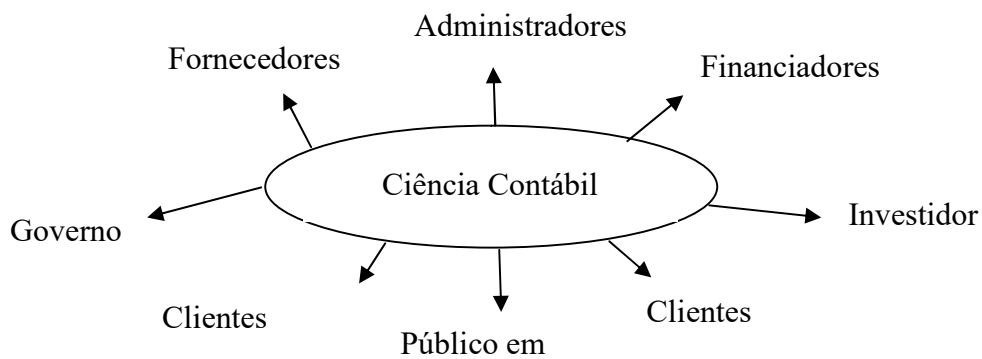 Administradores
Fornecedores
Financiadores
Ciência Contábil
Investidor
Governo
Clientes
Clientes
Público em